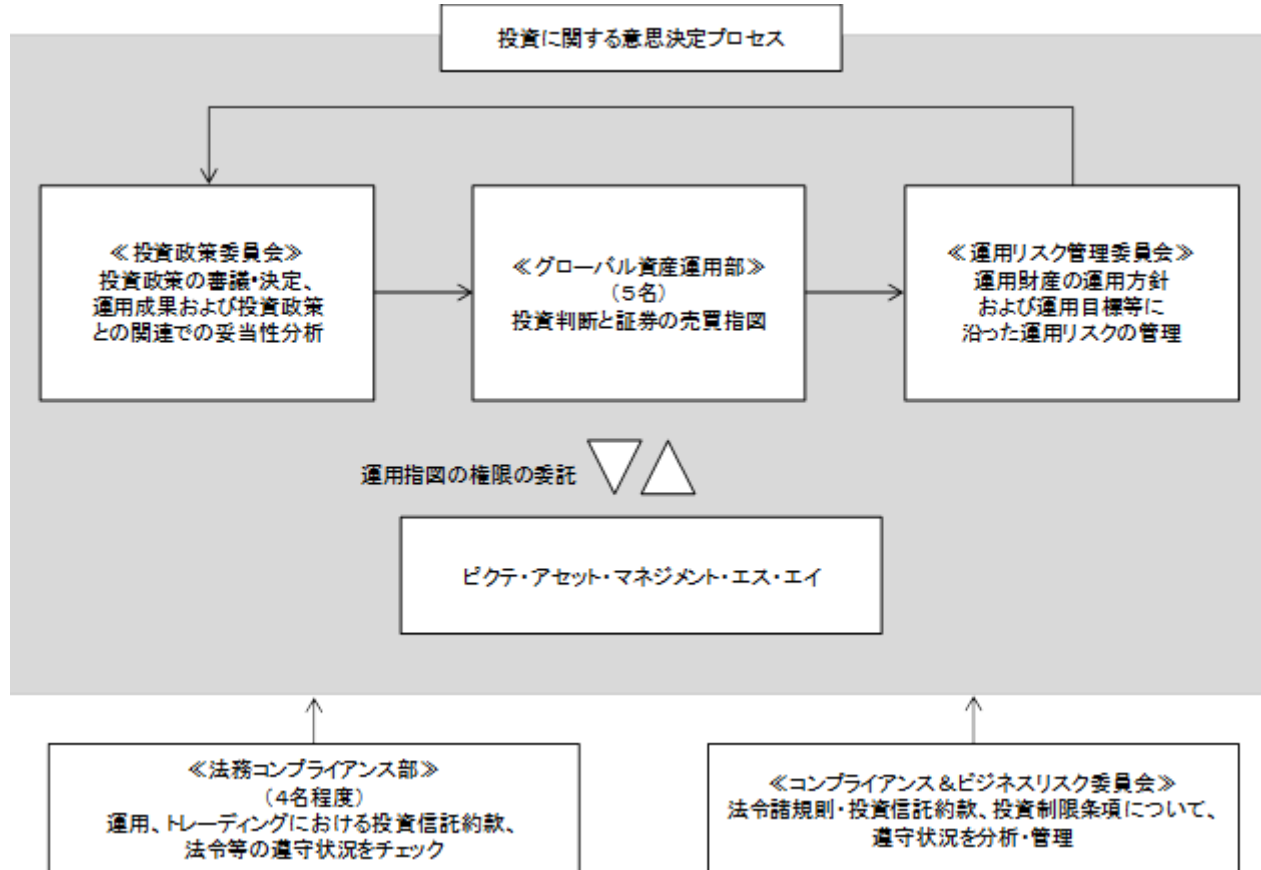 投資に関する意思決定プロセス
≪投資政策委員会≫
投資政策の審議・決定、
運用成果および投資政策
との関連での妥当性分析
≪グローバル資産運用部≫
（５名）
投資判断と証券の売買指図
≪運用リスク管理委員会≫
運用財産の運用方針
および運用目標等に
沿った運用リスクの管理
運用指図の権限の委託
ピクテ・アセット・マネジメント・エス・エイ
≪法務コンプライアンス部≫
（４名程度）
運用、トレーディングにおける投資信託約款、
法令等の遵守状況をチェック
≪コンプライアンス＆ビジネスリスク委員会≫
法令諸規則・投資信託約款、投資制限条項について、
遵守状況を分析・管理